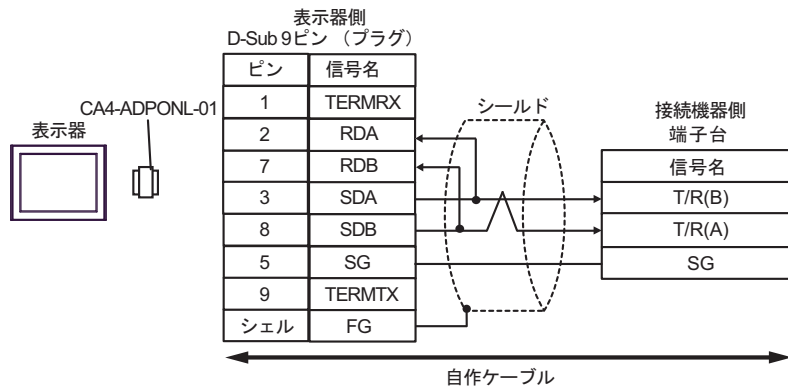 表示器側
D-Sub 9ピン （プラグ）
ピン 信号名
1 TERMRX
2 RDA
7 RDB
3 SDA
8 SDB
5 SG
9 TERMTX
シェル FG
CA4-ADPONL-01
表示器
シールド
接続機器側
端子台
信号名
T/R(B)
T/R(A)
SG
自作ケーブル